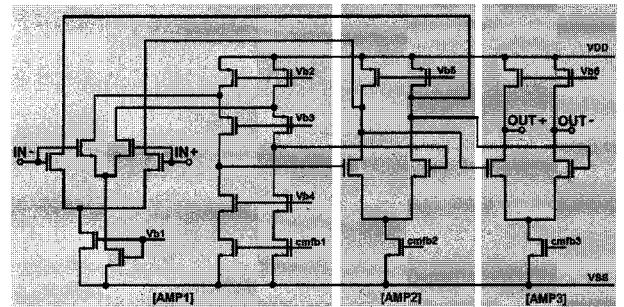 VDD
Vb2
Vb5
Vb6
Vb3
OUT+
OUT-
IN-
IN+
Vb4
Vb1
cmfb1
cmfb2
cmfb3
VSS
[AMP1]
[AMP2]
[AMP3]